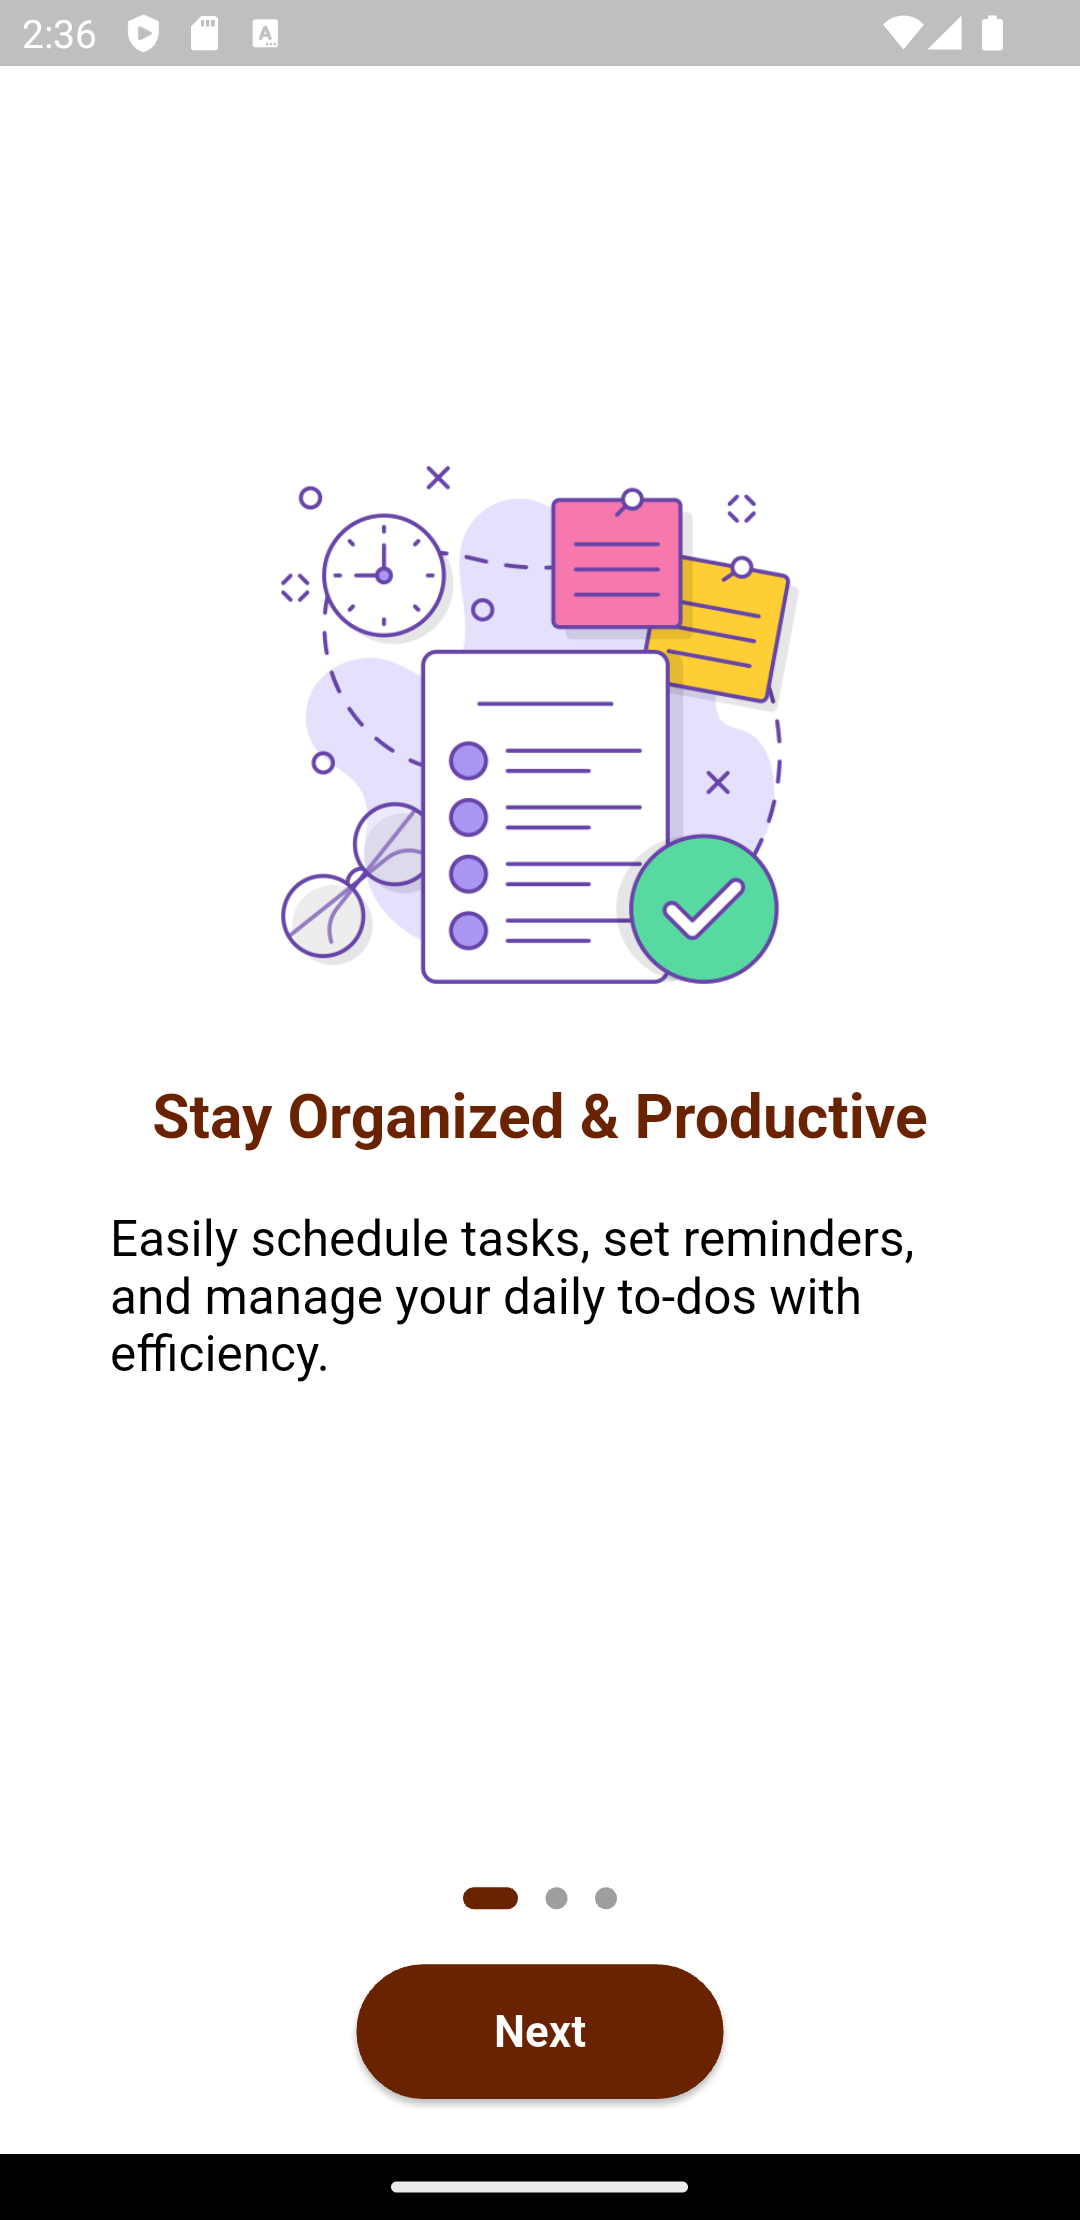 2:36
Stay Organized & Productive
Easily schedule tasks, set reminders,
and manage your daily to-dos with
efficiency.
Next